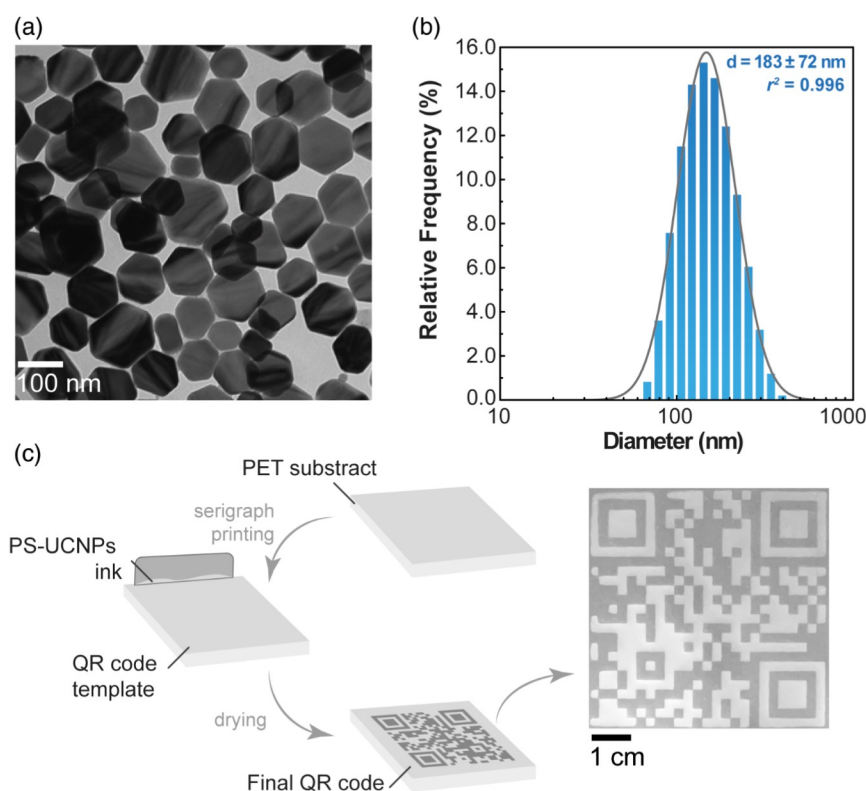 (a)
100 nm
(b)
d = 183 ± 72 nm
r² = 0.996
Relative Frequency (%)
16.0
14.0
12.0
10.0
8.0
6.0
4.0
2.0
0.0
10
100
1000
Diameter (nm)
(c)
PET substract
serigraph
printing
PS-UCNPs
ink
QR code
template
drying
Final QR code
1 cm